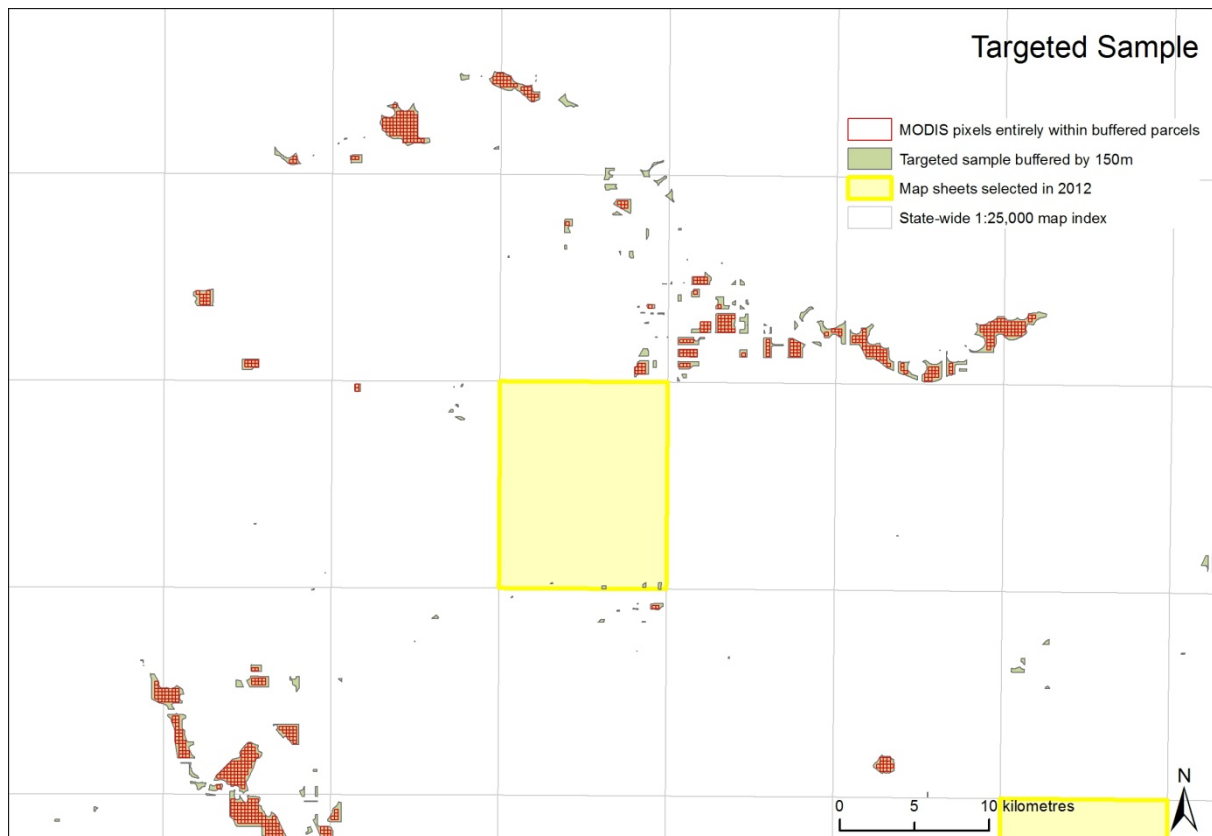 Targeted Sample
MODIS pixels entirely within buffered parcels
Targeted sample buffered by 150m
Map sheets selected in 2012
State-wide 1:25,000 map index
N
0 5 10 kilometres